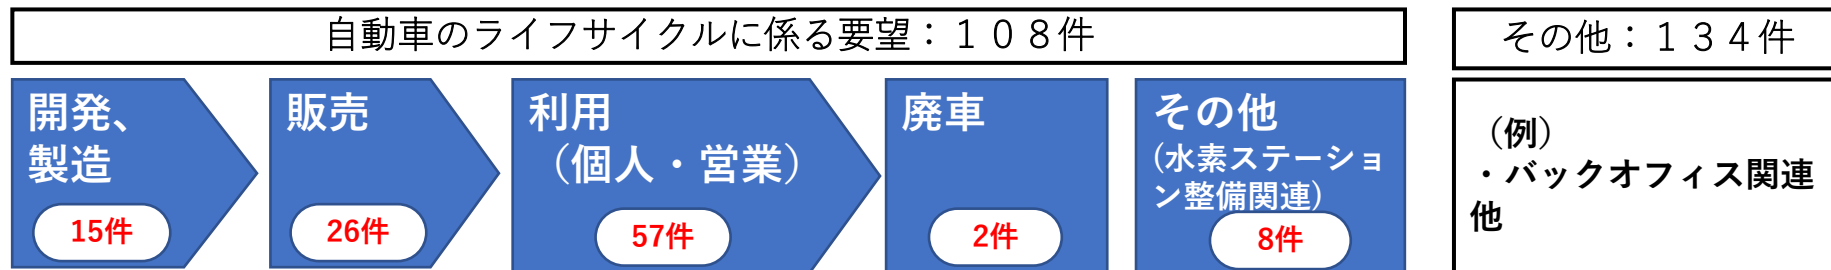 自動車のライフサイクルに係る要望：１０８件
その他：１３４件
開発、
製造
15件
販売
26件
利用
（個人・営業）
57件
廃車
2件
その他
(水素ステーショ
ン整備関連)
8件
（例）
・バックオフィス関連
他